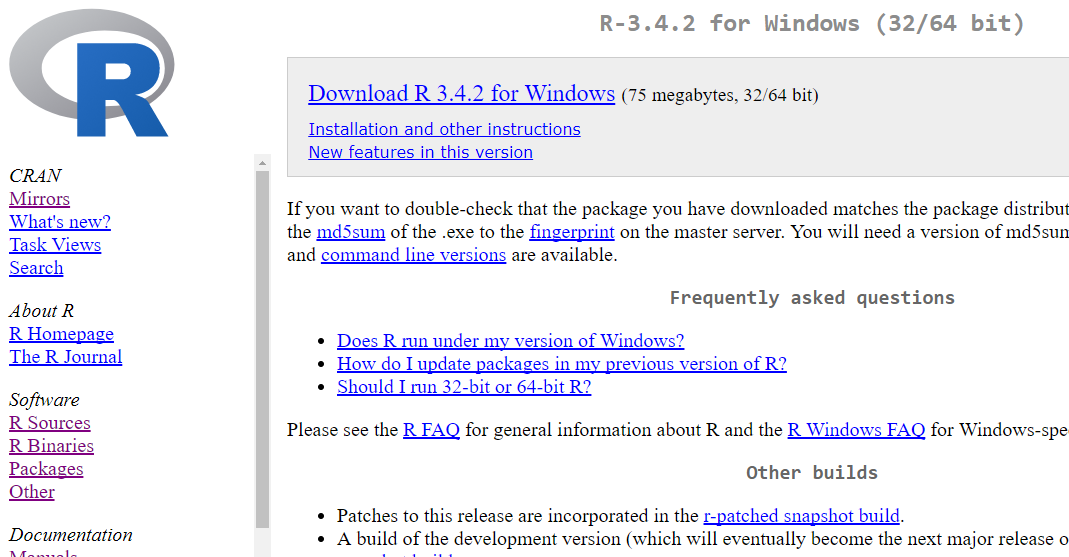 R
CRAN
Mirrors
What's new?
Task Views
Search
About R
R Homepage
The R Journal
Software
R Sources
R Binaries
Packages
Other
Documentation
Manuals
R-3.4.2 for Windows (32/64 bit)
Download R 3.4.2 for Windows (75 megabytes, 32/64 bit)
Installation and other instructions
New features in this version
If you want to double-check that the package you have downloaded matches the package
the md5sum of the .exe to the fingerprint on the master server. You will need a version of
and command line versions are available.
Frequently asked questions
• Does R run under my version of Windows?
• How do I update packages in my previous version of R?
• Should I run 32-bit or 64-bit R?
Please see the R FAQ for general information about R and the R Windows FAQ for
Other builds
• Patches to this release are incorporated in the r-patched snapshot build.
• A build of the development version (which will eventually become the next major release